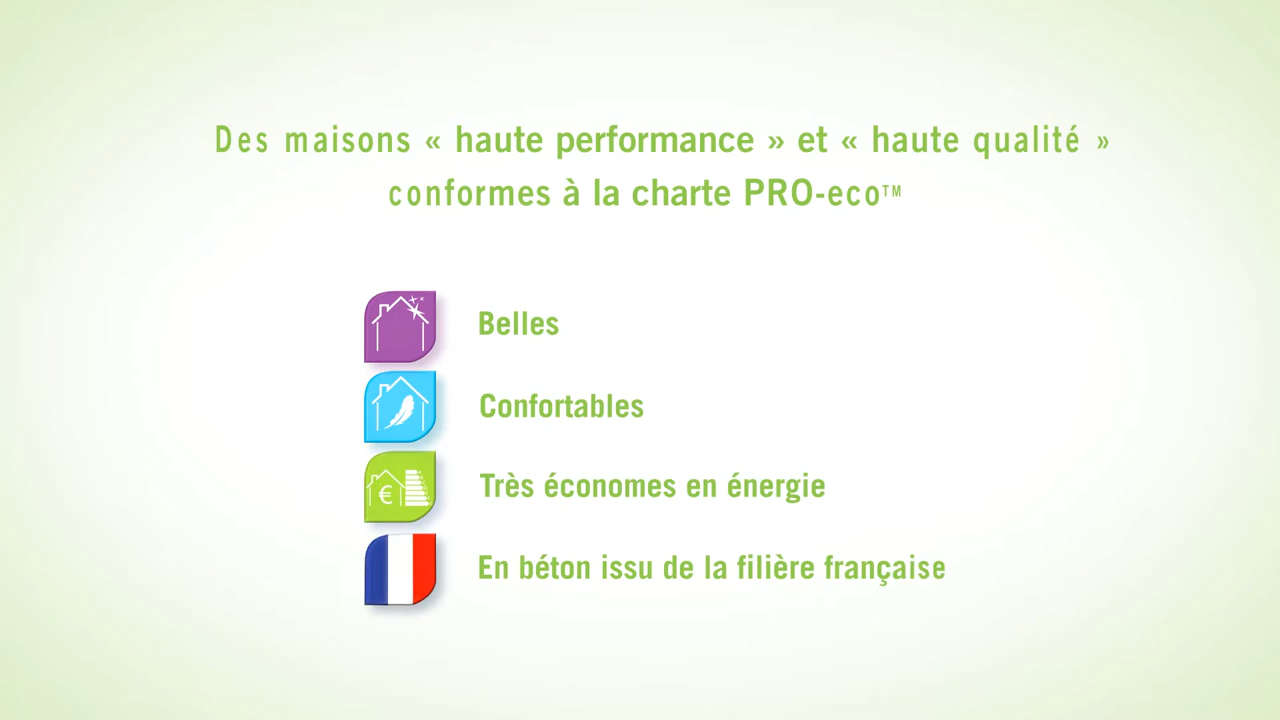 Des maisons « haute performance » et « haute qualité »
conformes à la charte PRO-eco™
Belles
Confortables
€
Très économes en énergie
En béton issu de la filière française